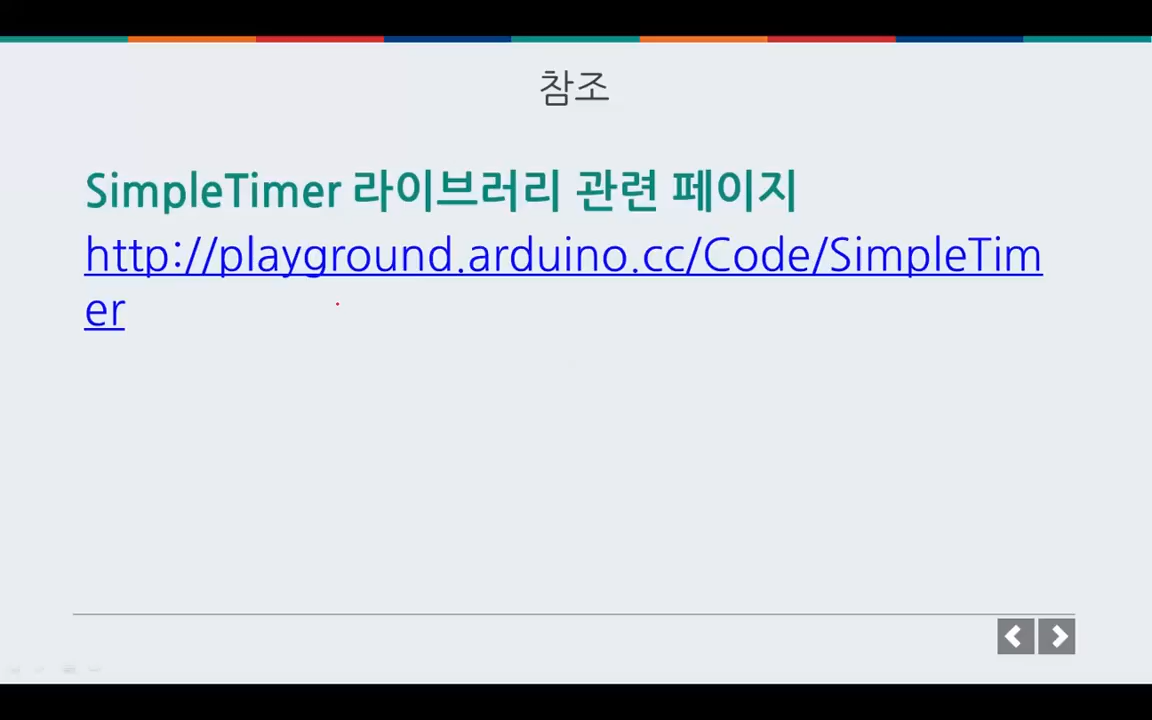 참조
SimpleTimer 라이브러리 관련 페이지
http://playground.arduino.cc/Code/SimpleTim
er